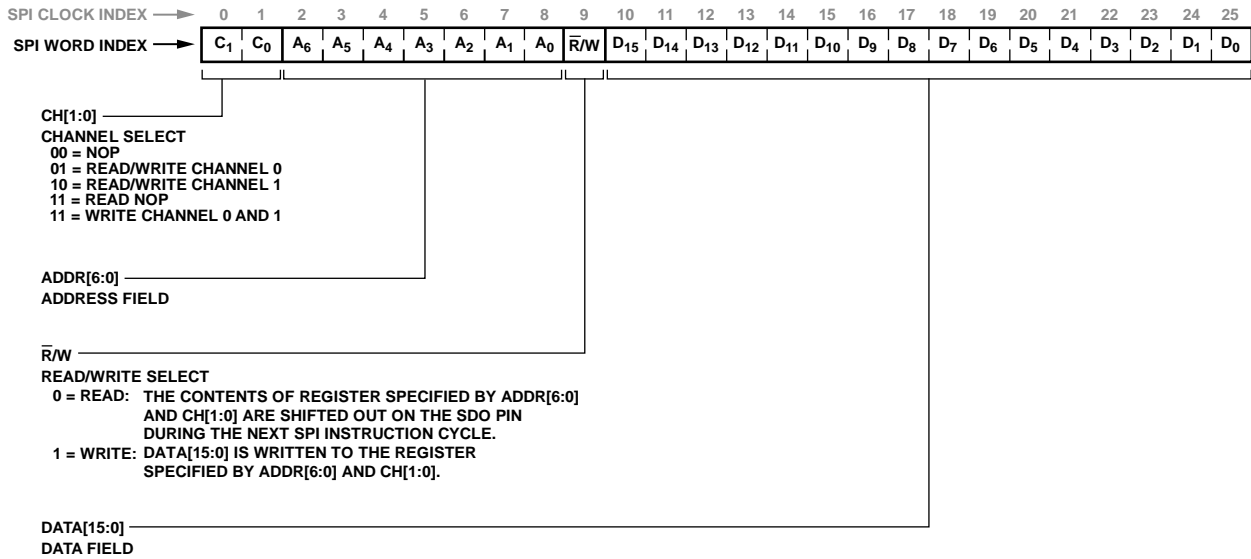 SPI CLOCK INDEX 0 1 2 3 4 5 6 7 8 9 10 11 12 13 14 15 16 17 18 19 20 21 22 23 24 25
SPI WORD INDEX C1 C0 A6 A5 A4 A3 A2 A1 A0 R̅/W D15 D14 D13 D12 D11 D10 D9 D8 D7 D6 D5 D4 D3 D2 D1 D0
CH[1:0]
CHANNEL SELECT
00 = NOP
01 = READ/WRITE CHANNEL 0
10 = READ/WRITE CHANNEL 1
11 = READ NOP
11 = WRITE CHANNEL 0 AND 1
ADDR[6:0]
ADDRESS FIELD
R̅/W
READ/WRITE SELECT
0 = READ: THE CONTENTS OF REGISTER SPECIFIED BY ADDR[6:0]
AND CH[1:0] ARE SHIFTED OUT ON THE SDO PIN
DURING THE NEXT SPI INSTRUCTION CYCLE.
1 = WRITE: DATA[15:0] IS WRITTEN TO THE REGISTER
SPECIFIED BY ADDR[6:0] AND CH[1:0].
DATA[15:0]
DATA FIELD